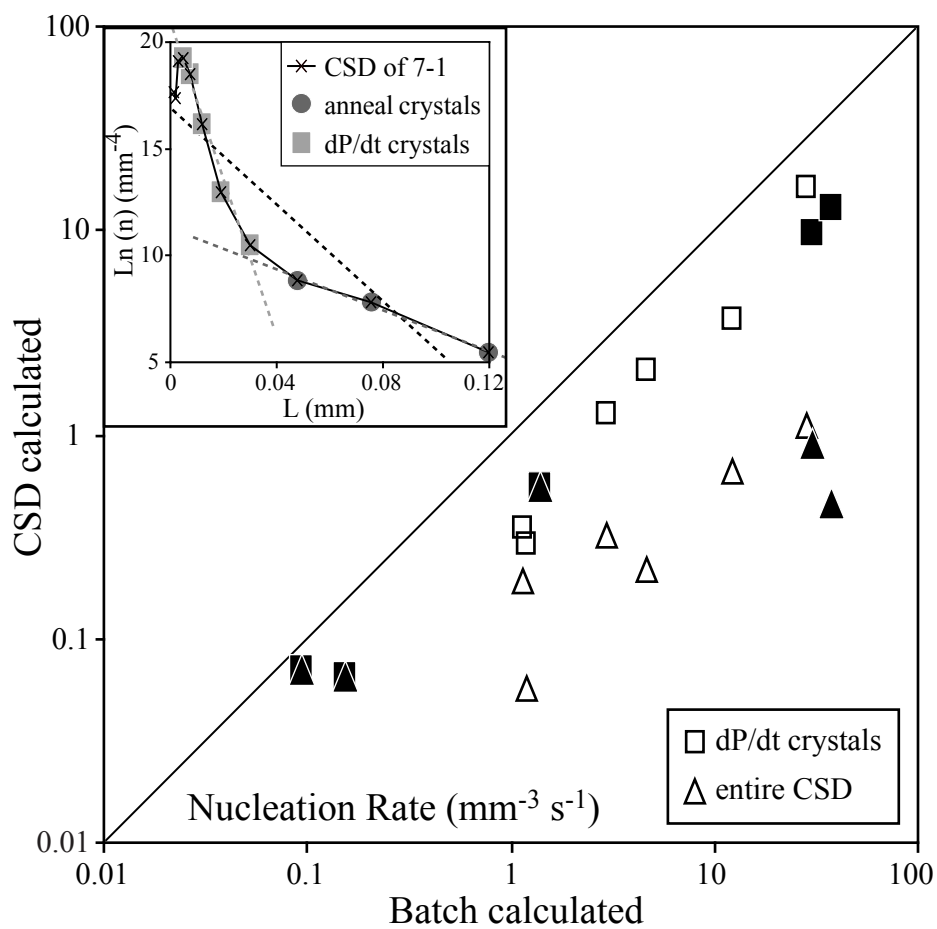 100
10
1
0.1
0.01
CSD calculated
20
15
10
5
Ln (n) (mm-4)
CSD of 7-1
anneal crystals
dP/dt crystals
0 0.04 0.08 0.12
L (mm)
dP/dt crystals
entire CSD
Nucleation Rate (mm-3 s-1)
0.01 0.1 1 10 100
Batch calculated